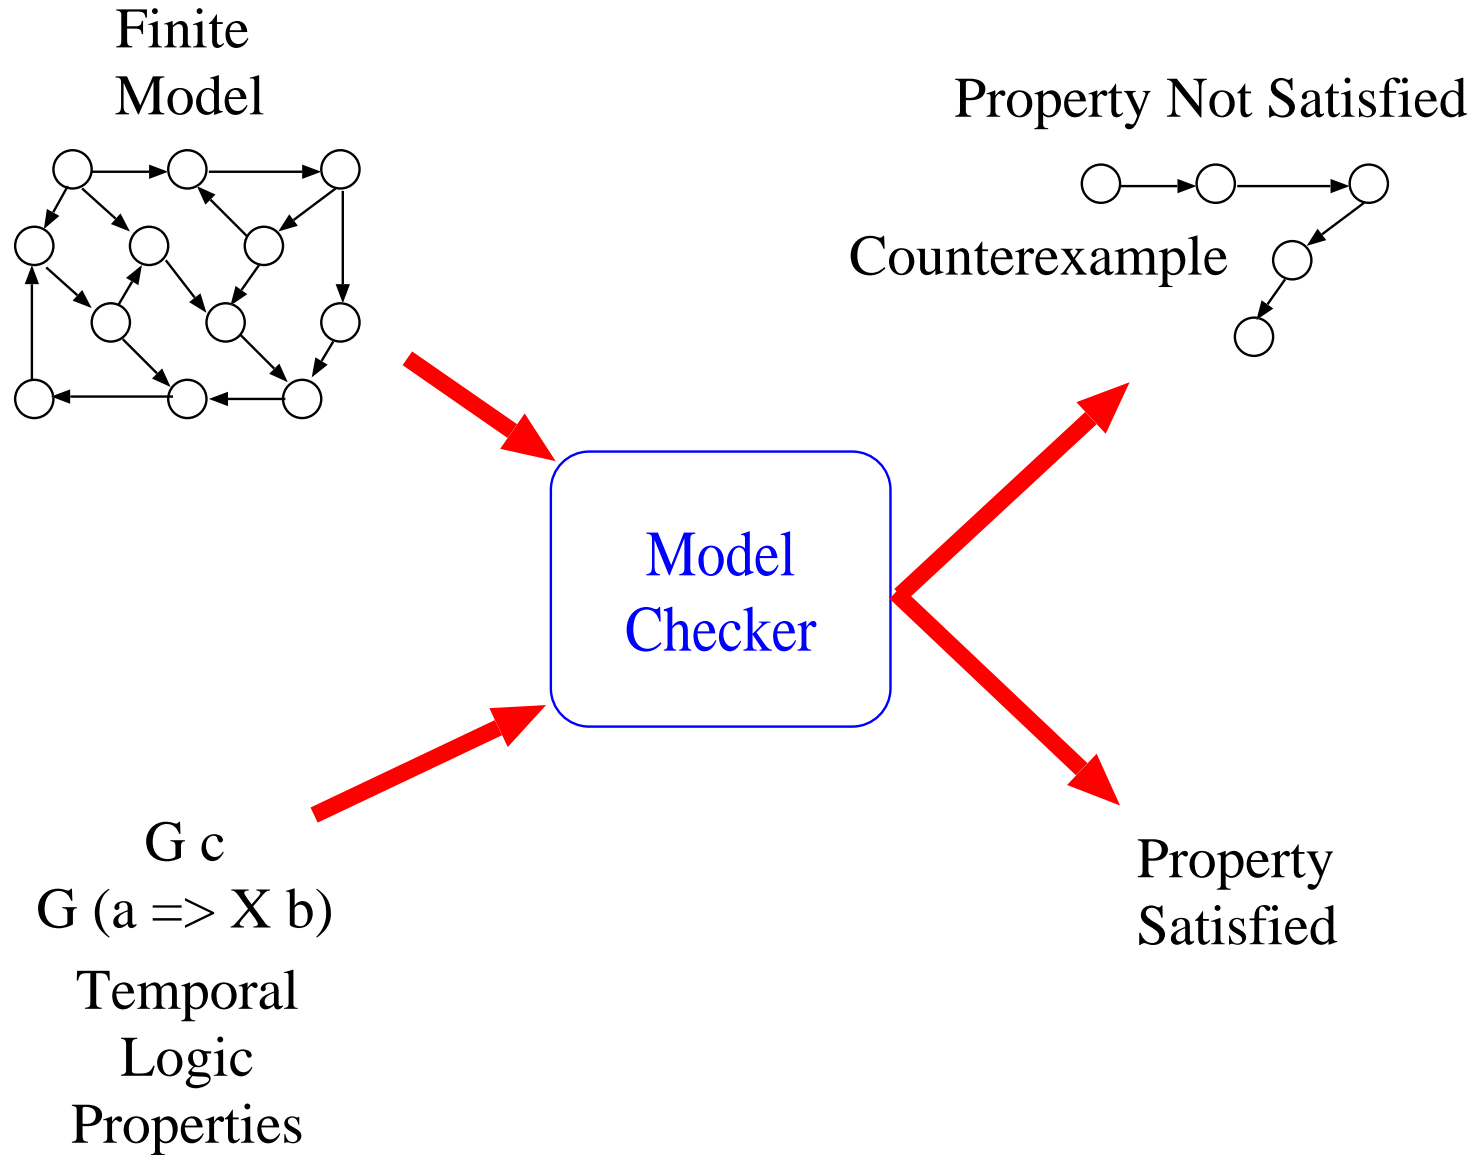 Finite
Model
Property Not Satisfied
Counterexample
Model
Checker
G c
G (a => X b)
Temporal
Logic
Properties
Property
Satisfied